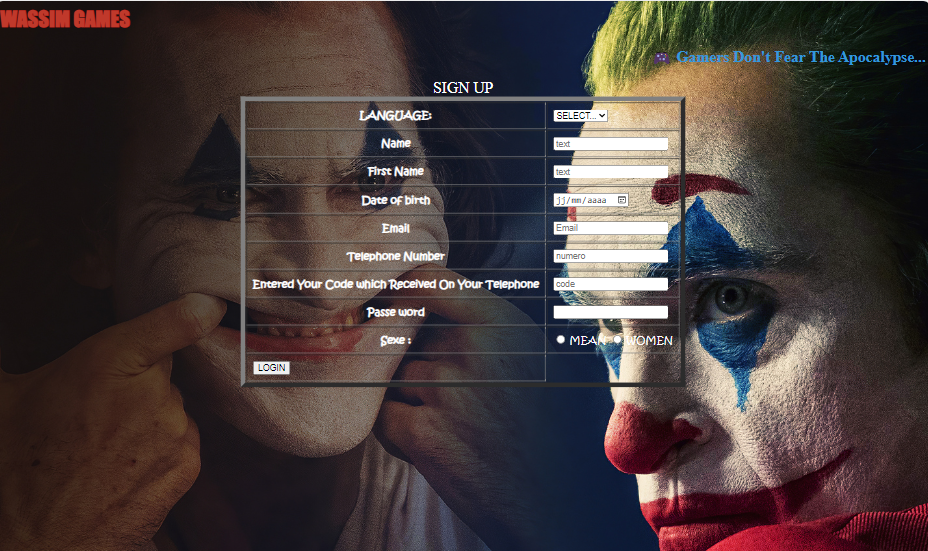 WASSIM GAMES
🎮 Gamers Don't Fear The Apocalypse...
SIGN UP
LANGUAGE: SELECT...
Name text
First Name text
Date of birth jj/mm/aaaa
Email Email
Telephone Number numero
Entered Your Code which Received On Your Telephone code
Passe word
Sexe : MEAN WOMEN
LOGIN